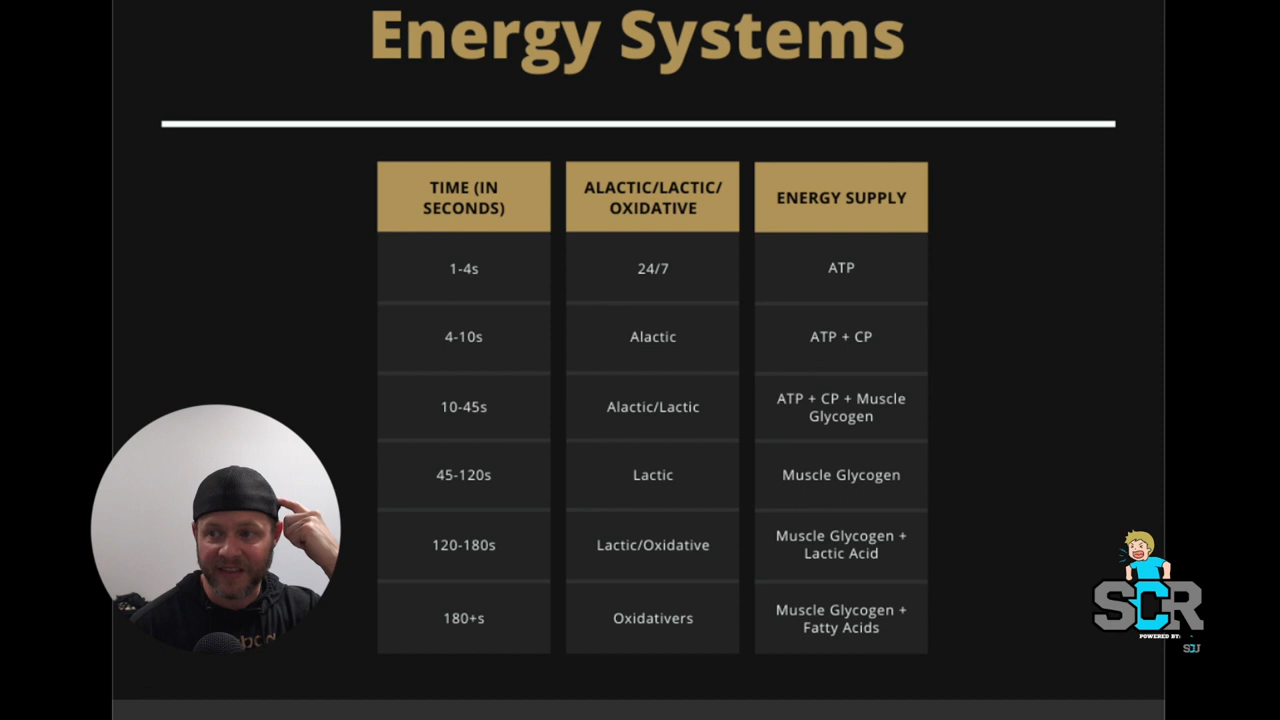 Energy Systems
TIME (IN
SECONDS)
ALACTIC/LACTIC/
OXIDATIVE
ENERGY SUPPLY
1-4s
24/7
ATP
4-10s
Alactic
ATP + CP
10-45s
Alactic/Lactic
ATP + CP + Muscle
Glycogen
45-120s
Lactic
Muscle Glycogen
120-180s
Lactic/Oxidative
Muscle Glycogen +
Lactic Acid
180+s
Oxidativers
Muscle Glycogen +
Fatty Acids
SCR
POWERED BY: